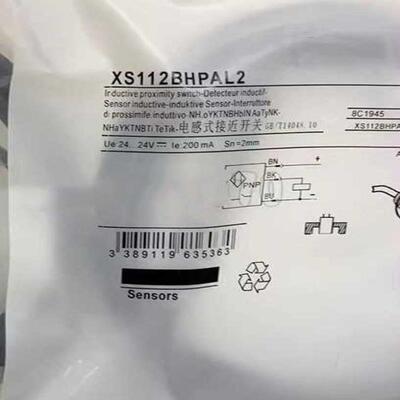 XS112BHPAL2
Inductive proximity switch-Detecteur inductif-
Sensor inductive-induktive Sensor-Interruttore
di prossimife induttivo-NH.oYKTNBHbIN AaTyNK-
NHaYKTNBTi TeTik-电感式接近开关 GB/T14048.10
Ue 24.. 24V Ie:200 mA Sn=2mm
8C1945
XS112BHPAL
BN +
PNP
BK
BU -
3 389119 635363
Sensors